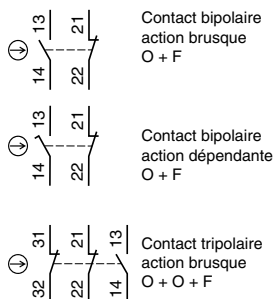 13 21
14 22
Contact bipolaire
action brusque
O + F
13 21
14 22
Contact bipolaire
action dépendante
O + F
31 21 13
32 22 14
Contact tripolaire
action brusque
O + O + F